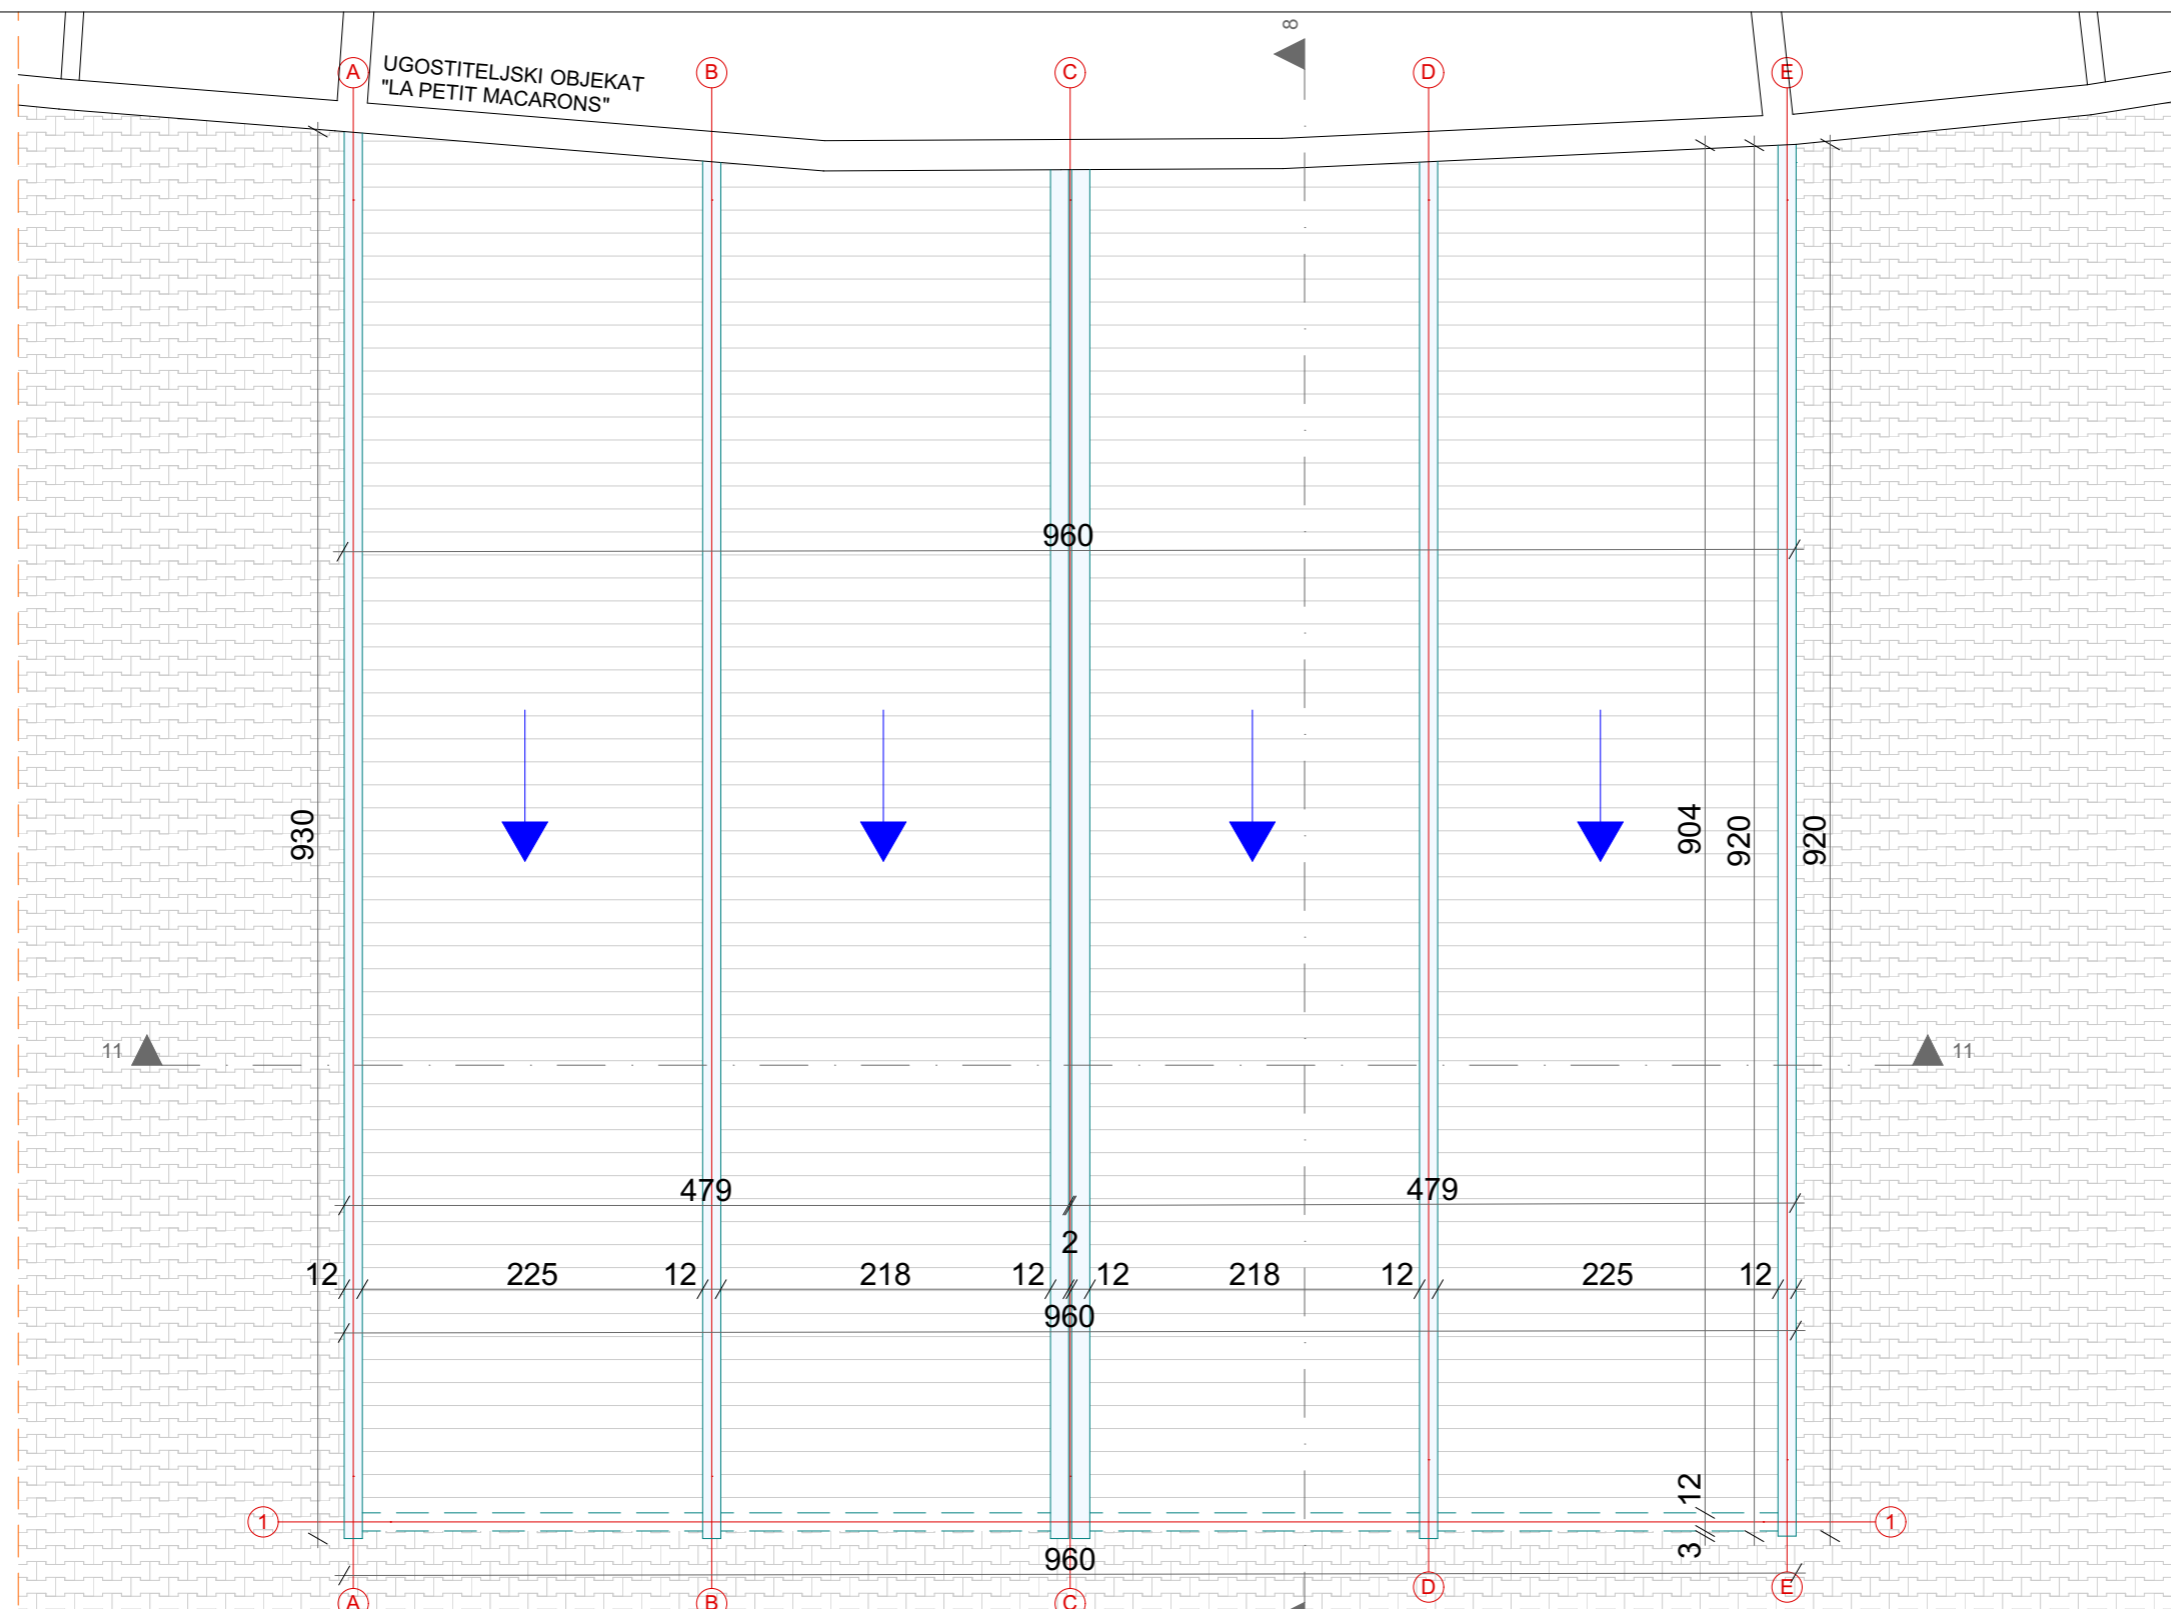 8
A B C D E
UGOSTITELJSKI OBJEKAT
"LA PETIT MACARONS"
960
930
904
920
920
11 11
479 479
2
12 225 12 218 12 12 218 12 225 12
960
12
1 1
3
960
A B C D E